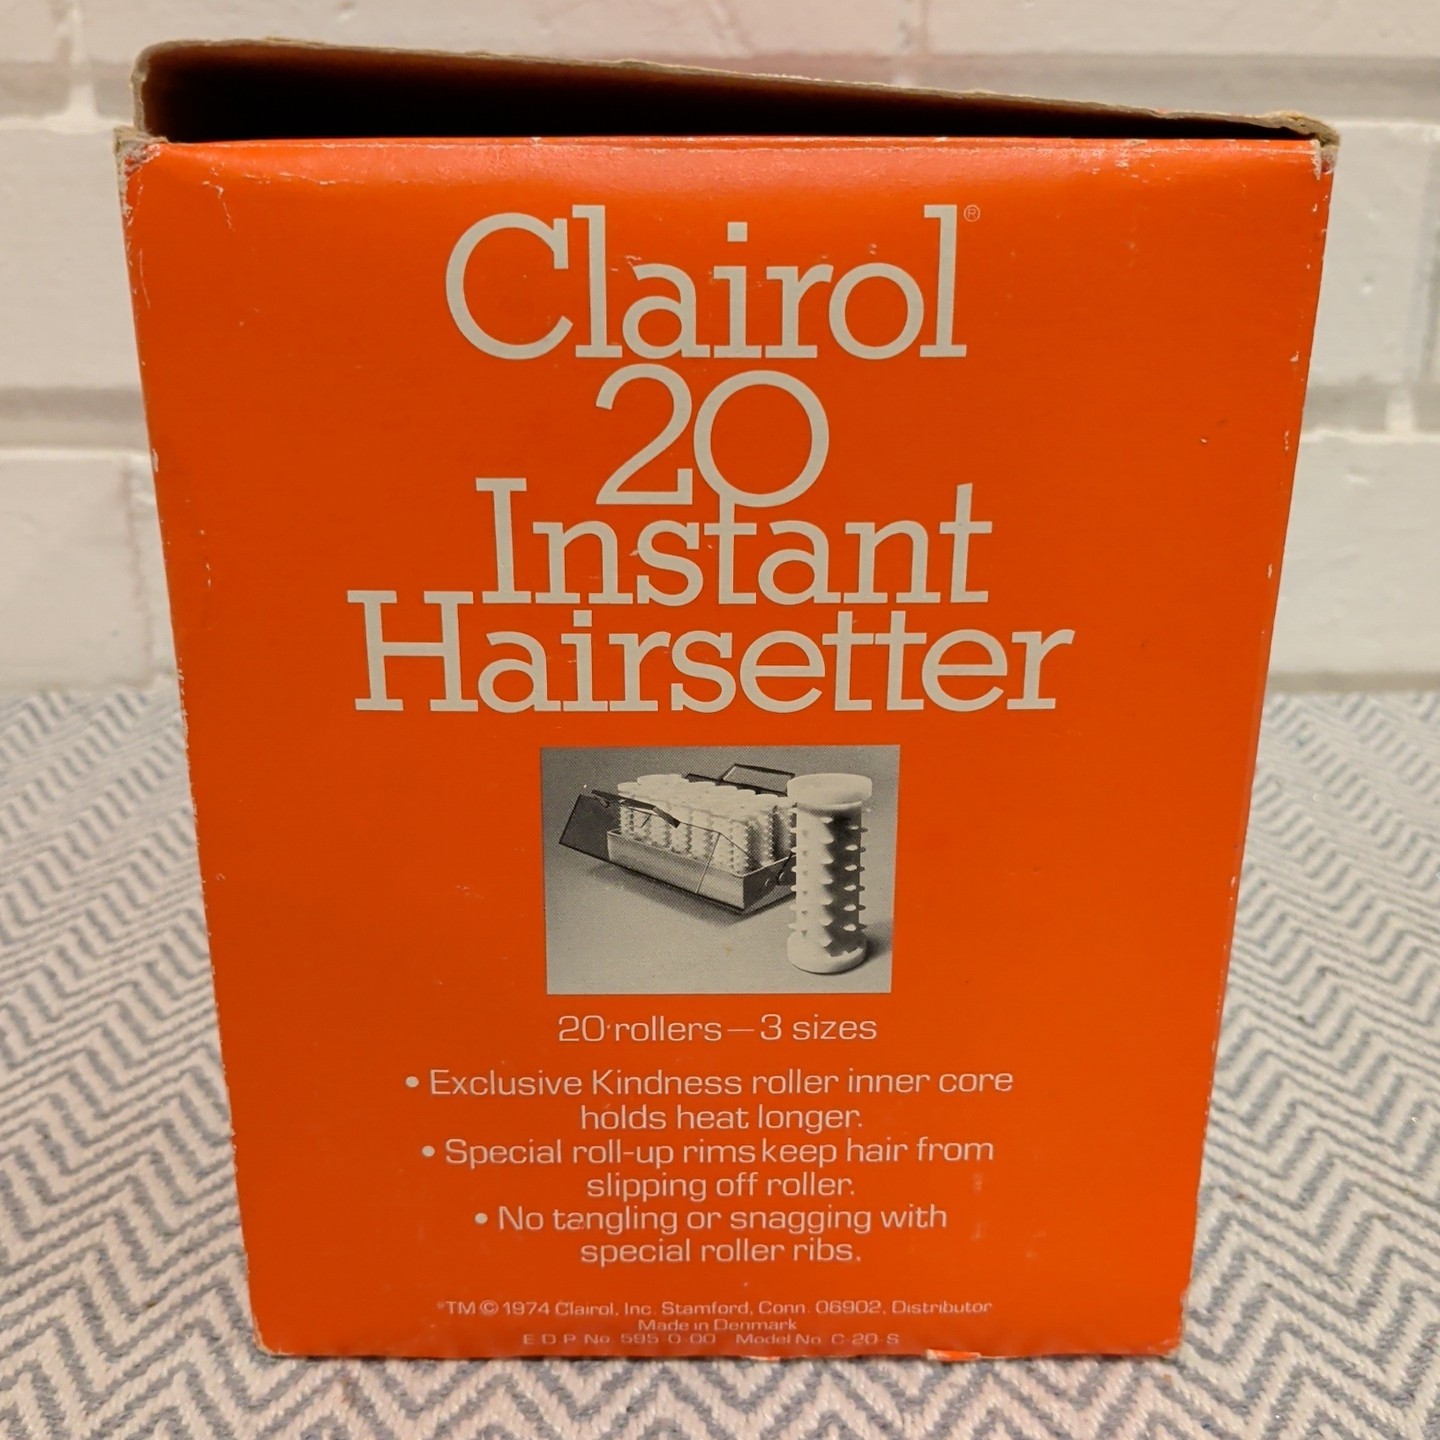 Clairol®
20
Instant
Hairsetter
20 rollers — 3 sizes
• Exclusive Kindness roller inner core
holds heat longer.
• Special roll-up rims keep hair from
slipping off roller.
• No tangling or snagging with
special roller ribs.
®TM © 1974 Clairol, Inc. Stamford, Conn. 06902, Distributor
Made in Denmark
E.D.P. No. 595-0-00 Model No. C-20-S